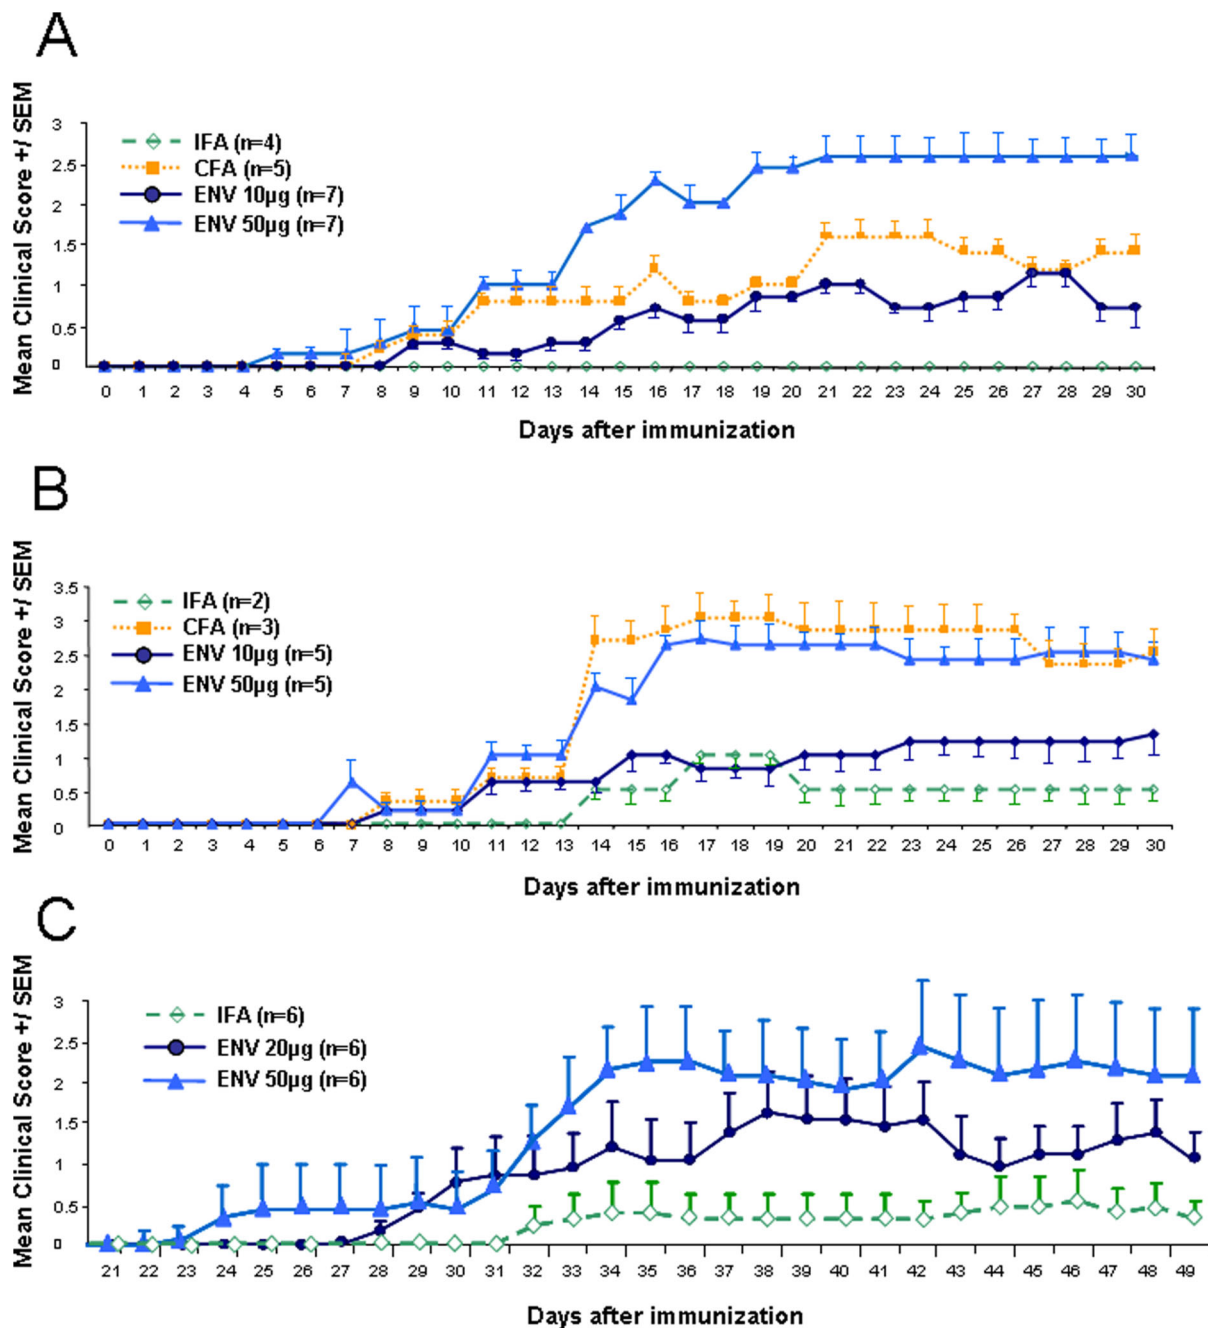 A
Mean Clinical Score +/ SEM
3
2.5
2
1.5
1
0.5
0
IFA (n=4)
CFA (n=5)
ENV 10µg (n=7)
ENV 50µg (n=7)
0 1 2 3 4 5 6 7 8 9 10 11 12 13 14 15 16 17 18 19 20 21 22 23 24 25 26 27 28 29 30
Days after immunization
B
Mean Clinical Score +/ SEM
3.5
3
2.5
2
1.5
1
0.5
0
IFA (n=2)
CFA (n=3)
ENV 10µg (n=5)
ENV 50µg (n=5)
0 1 2 3 4 5 6 7 8 9 10 11 12 13 14 15 16 17 18 19 20 21 22 23 24 25 26 27 28 29 30
Days after immunization
C
Mean Clinical Score +/ SEM
3
2.5
2
1.5
1
0.5
0
IFA (n=6)
ENV 20µg (n=6)
ENV 50µg (n=6)
21 22 23 24 25 26 27 28 29 30 31 32 33 34 35 36 37 38 39 40 41 42 43 44 45 46 47 48 49
Days after immunization